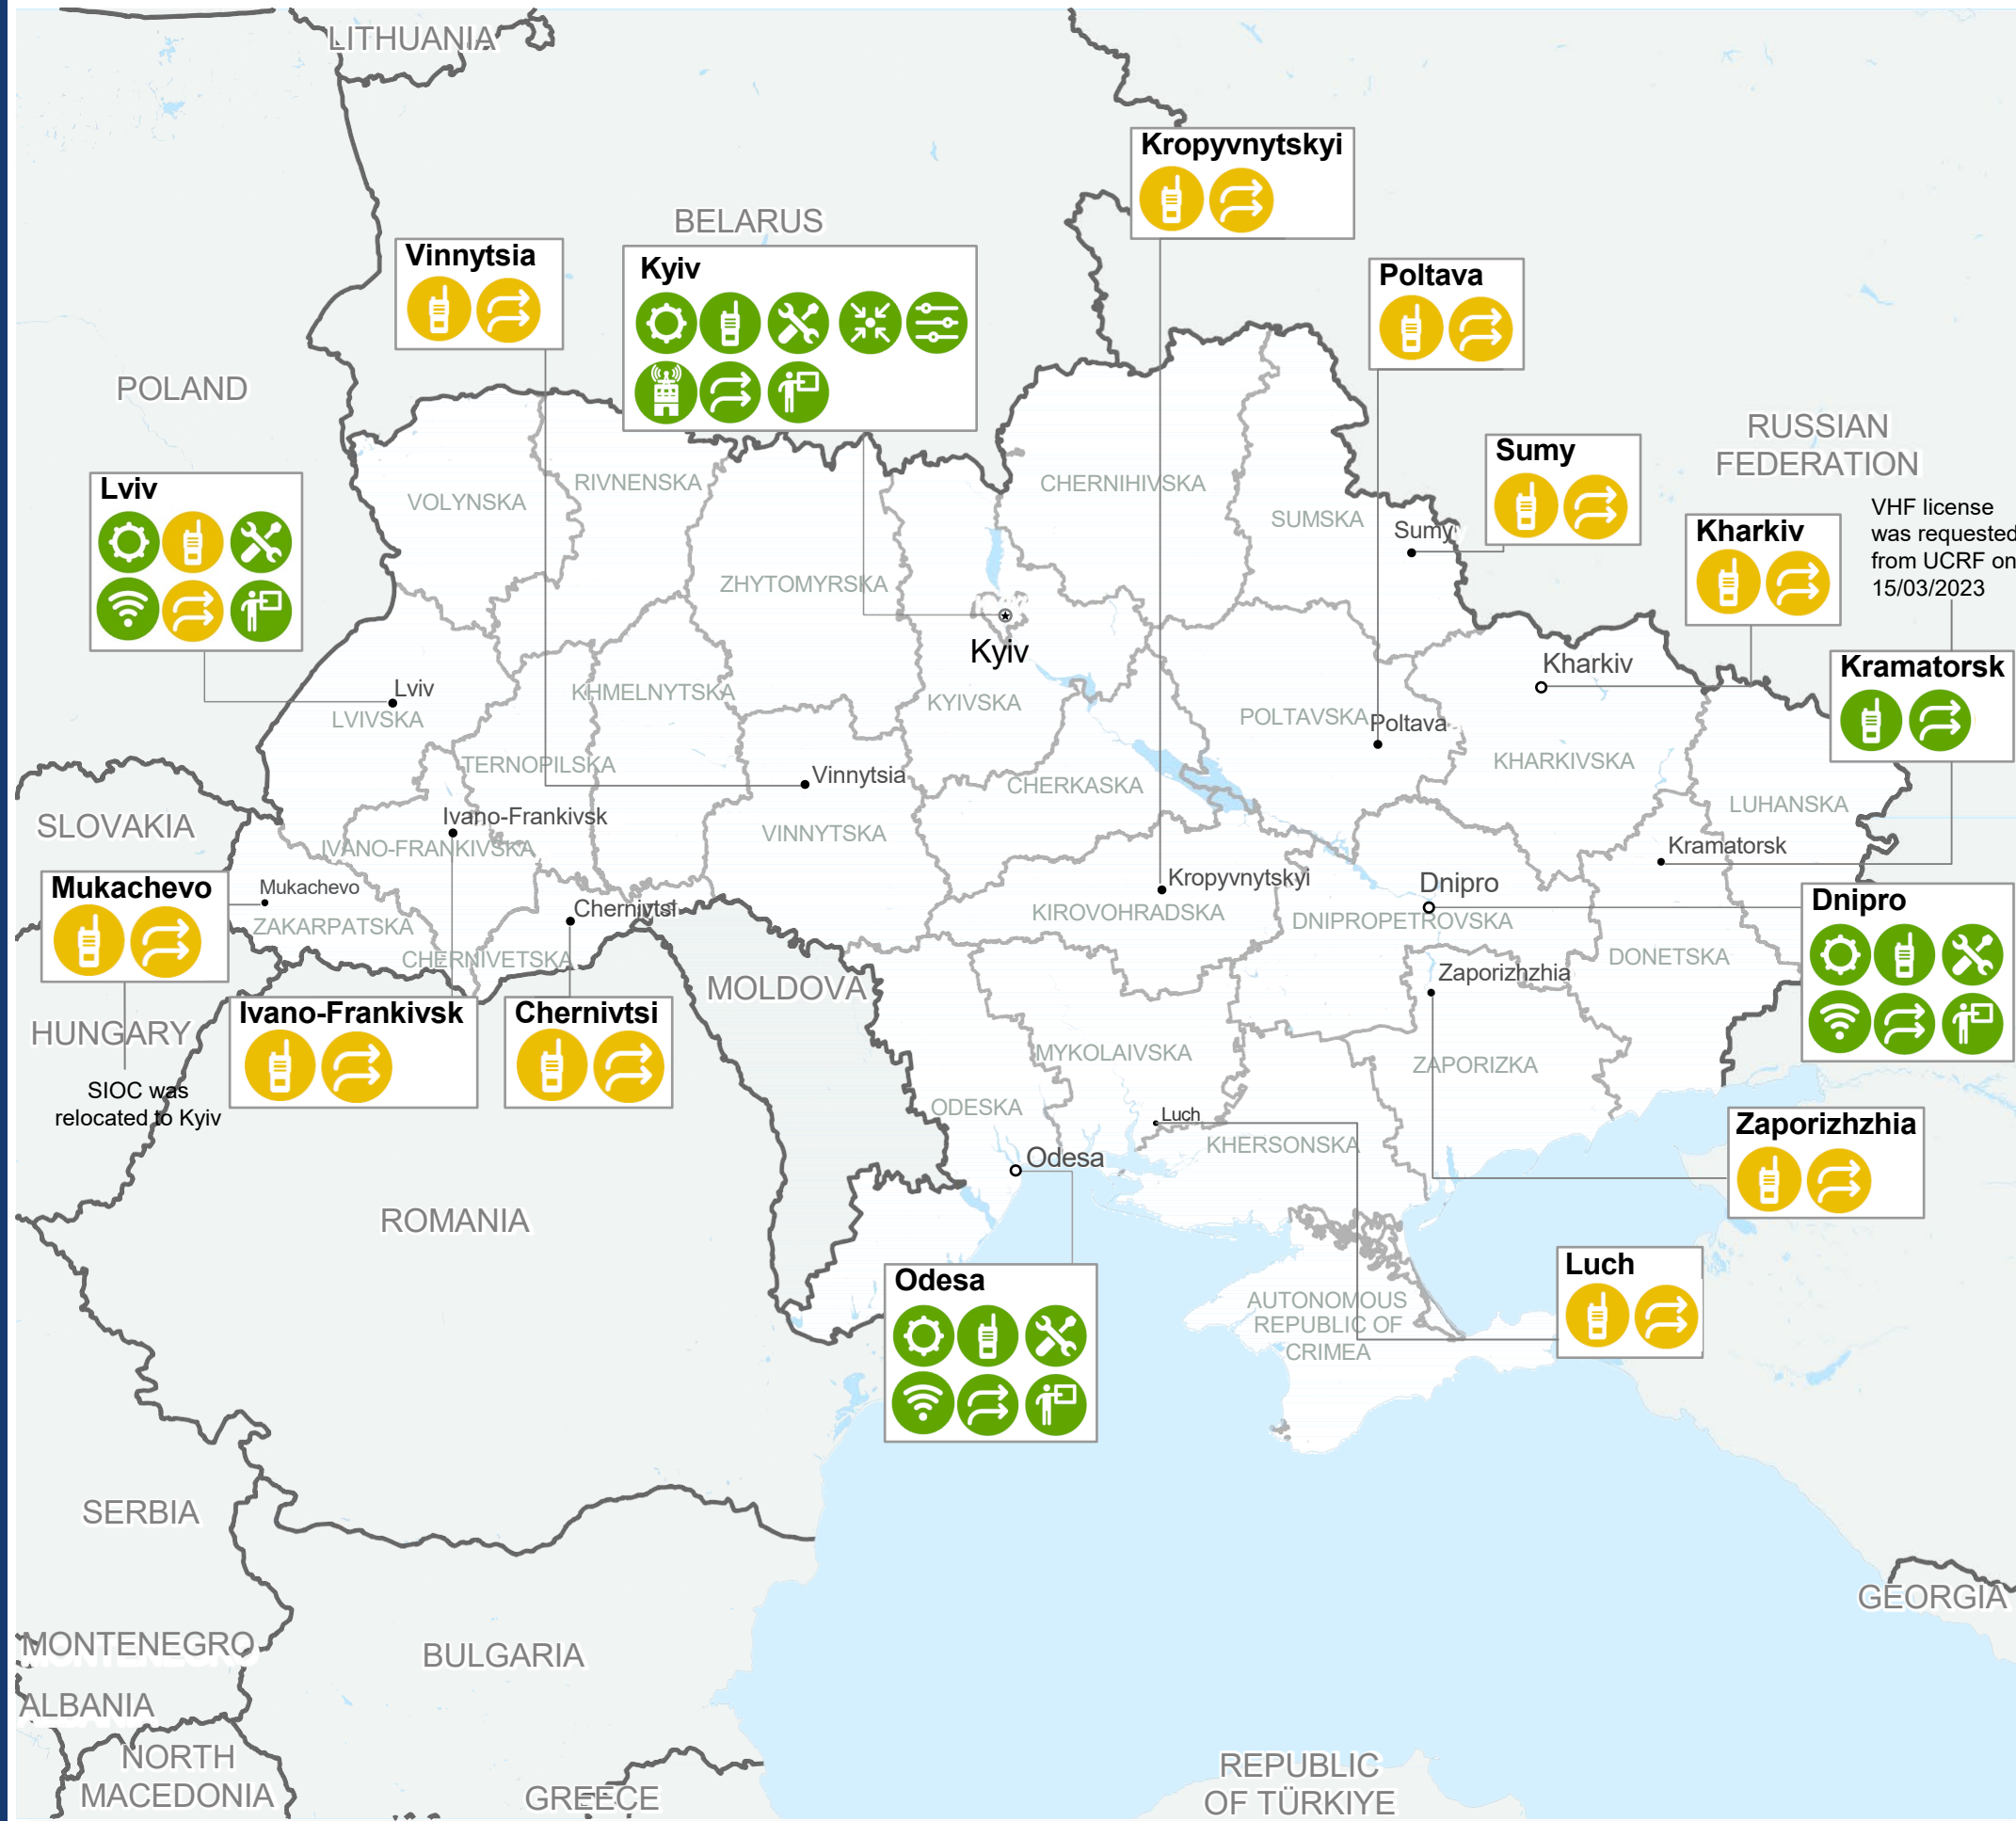 LITHUANIA
Kropyvnytskyi
BELARUS
Vinnytsia
Kyiv
Poltava
POLAND
RUSSIAN
FEDERATION
Sumy
Lviv
VOLYNSKA
RIVNENSKA
CHERNIHIVSKA
SUMSKA
Sumy
Kharkiv
VHF license
was requested
from UCRF on
15/03/2023
ZHYTOMYRSKA
Kyiv
Kharkiv
Kramatorsk
Lviv
LVIVSKA
KHMELNYTSKA
KYIVSKA
POLTAVSKA
Poltava
TERNOPILSKA
Vinnytsia
CHERKASKA
KHARKIVSKA
LUHANSKA
SLOVAKIA
Ivano-Frankivsk
IVANO-FRANKIVSKA
VINNYTSKA
Kramatorsk
Mukachevo
Mukachevo
ZAKARPATSKA
Chernivtsi
CHERNIVETSKA
Kropyvnytskyi
KIROVOHRADSKA
Dnipro
DNIPROPETROVSKA
Dnipro
DONETSKA
Zaporizhzhia
MOLDOVA
HUNGARY
Ivano-Frankivsk
Chernivtsi
MYKOLAIVSKA
ZAPORIZKA
SIOC was
relocated to Kyiv
ODESKA
Luch
KHERSONSKA
Zaporizhzhia
Odesa
ROMANIA
Odesa
Luch
AUTONOMOUS
REPUBLIC OF
CRIMEA
SERBIA
GEORGIA
MONTENEGRO
BULGARIA
ALBANIA
NORTH
MACEDONIA
GREECE
REPUBLIC
OF TÜRKIYE